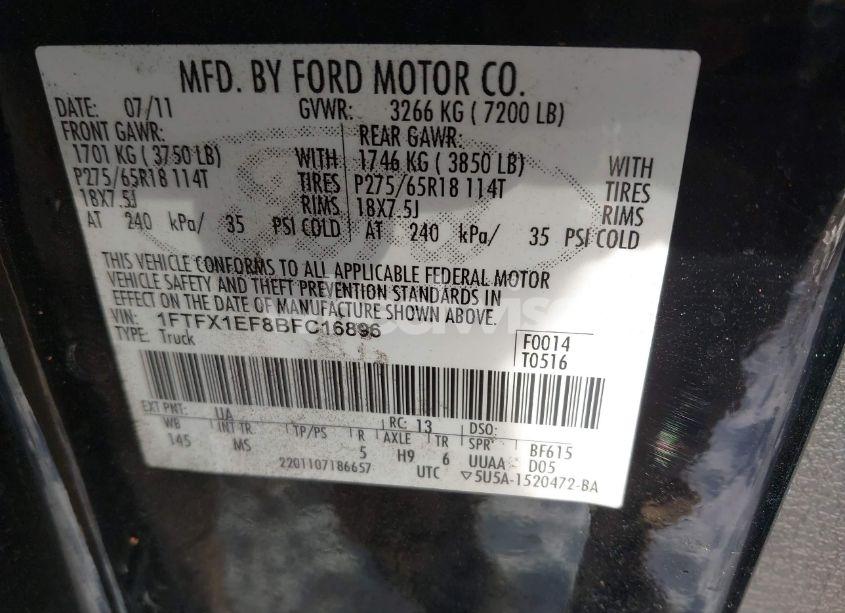 MFD. BY FORD MOTOR CO.
DATE: 07/11 GVWR: 3266 KG ( 7200 LB)
FRONT GAWR: REAR GAWR:
1701 KG ( 3750 LB) WITH 1746 KG ( 3850 LB) WITH
P275/65R18 114T TIRES P275/65R18 114T TIRES
18X7.5J RIMS 18X7.5J RIMS
AT 240 kPa/ 35 PSI COLD AT 240 kPa/ 35 PSI COLD
THIS VEHICLE CONFORMS TO ALL APPLICABLE FEDERAL MOTOR
VEHICLE SAFETY AND THEFT PREVENTION STANDARDS IN
EFFECT ON THE DATE OF MANUFACTURE SHOWN ABOVE.
VIN: 1FTFX1EF8BFC16896
TYPE: Truck
F0014
T0516
EXT PNT: UA RC: 13 DSO:
WB INT TR. TP/PS R AXLE TR SPR BF615
145 MS 5 H9 6 UUAA D05
2201107186657 UTC ▽5U5A-1520472-BA